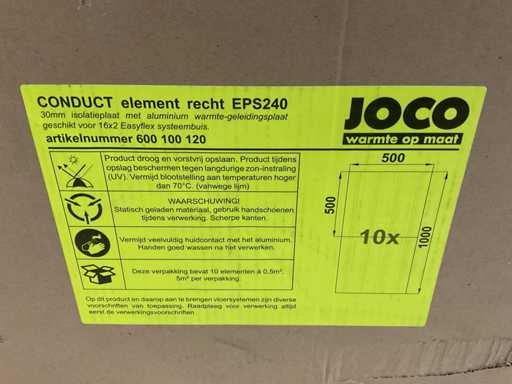 CONDUCT element recht EPS240
30mm isolatieplaat met aluminium warmte-geleidingsplaat
geschikt voor 16x2 Easyflex systeembuis.
artikelnummer 600 100 120
JOCO
warmte op maat
Product droog en vorstvrij opslaan. Product tijdens
opslag beschermen tegen langdurige zon-instraling
(UV). Vermijd blootstelling aan temperaturen hoger
dan 70°C. (vanwege lijm)
WAARSCHUWING!
Statisch geladen materiaal, gebruik handschoenen
tijdens verwerking. Scherpe kanten.
Vermijd veelvuldig huidcontact met het aluminium.
Handen goed wassen na het verwerken.
Deze verpakking bevat 10 elementen à 0,5m².
5m² per verpakking.
Op dit product en daarop aan te brengen vloersystemen zijn diverse
voorschriften van toepassing. Raadpleeg voor verwerking eerst
de verwerkingsvoorschriften.
500
500
10x
1000